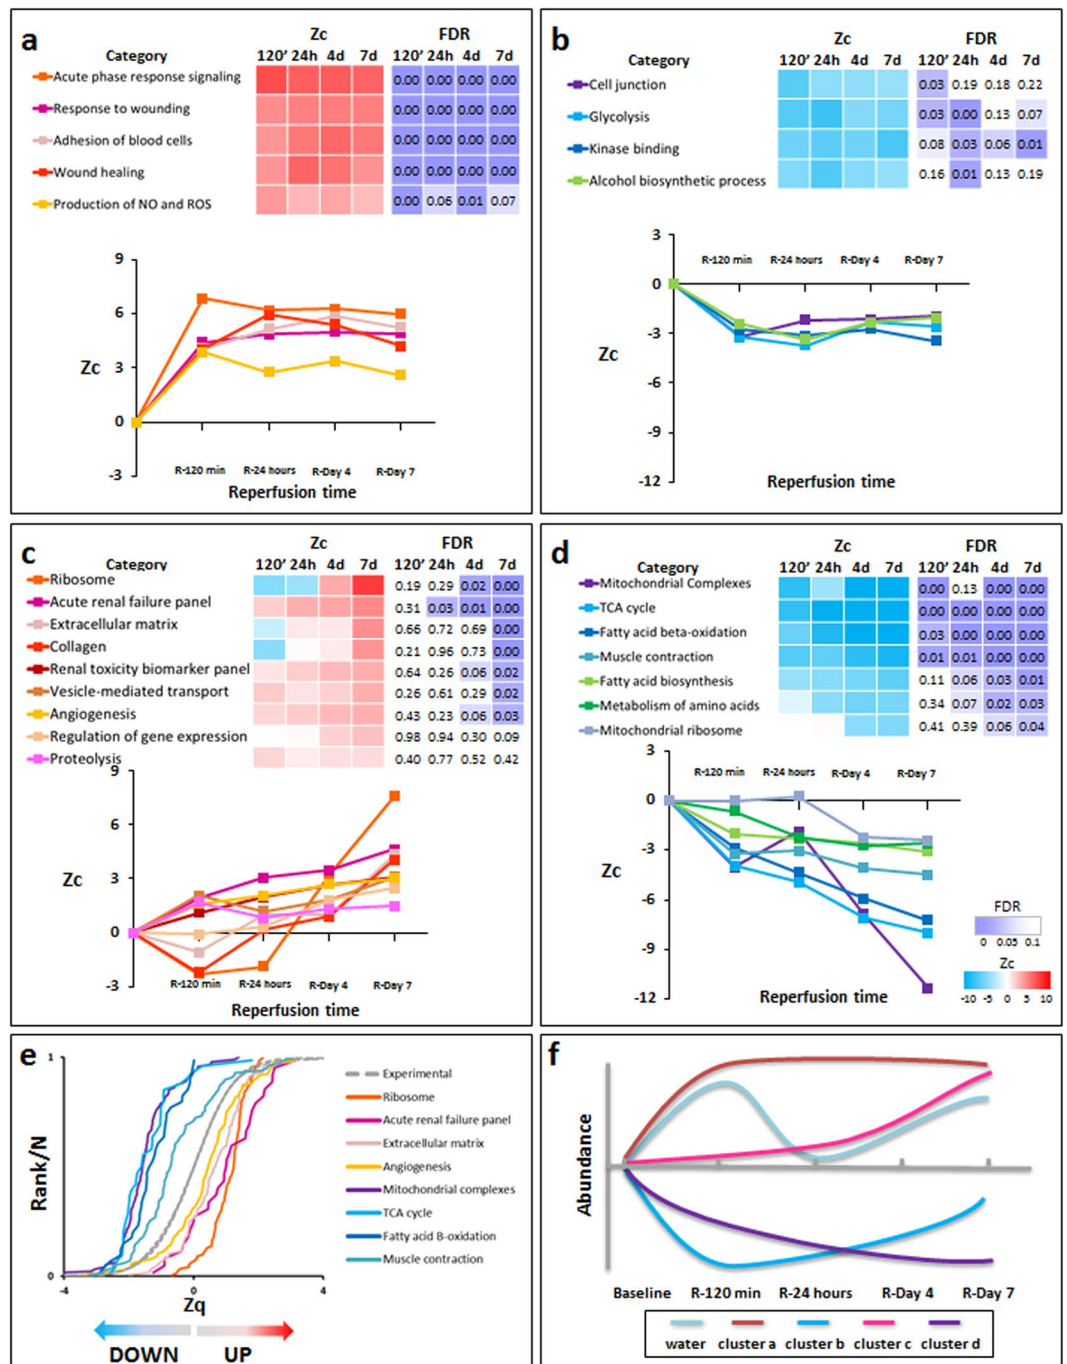 a
Zc FDR
Category 120’ 24h 4d 7d 120’ 24h 4d 7d
Acute phase response signaling 0.00 0.00 0.00 0.00
Response to wounding 0.00 0.00 0.00 0.00
Adhesion of blood cells 0.00 0.00 0.00 0.00
Wound healing 0.00 0.00 0.00 0.00
Production of NO and ROS 0.00 0.06 0.01 0.07
9
6
Zc
3
0
-3
R-120 min R-24 hours R-Day 4 R-Day 7
Reperfusion time
b
Zc FDR
Category 120’ 24h 4d 7d 120’ 24h 4d 7d
Cell junction 0.03 0.19 0.18 0.22
Glycolysis 0.03 0.00 0.13 0.07
Kinase binding 0.08 0.03 0.06 0.01
Alcohol biosynthetic process 0.16 0.01 0.13 0.19
3
R-120 min R-24 hours R-Day 4 R-Day 7
0
-3
Zc
-6
-9
-12
Reperfusion time
c
Zc FDR
Category 120’ 24h 4d 7d 120’ 24h 4d 7d
Ribosome 0.19 0.29 0.02 0.00
Acute renal failure panel 0.31 0.03 0.01 0.00
Extracellular matrix 0.66 0.72 0.69 0.00
Collagen 0.21 0.96 0.73 0.00
Renal toxicity biomarker panel 0.64 0.26 0.06 0.02
Vesicle-mediated transport 0.26 0.61 0.29 0.02
Angiogenesis 0.43 0.23 0.06 0.03
Regulation of gene expression 0.98 0.94 0.30 0.09
Proteolysis 0.40 0.77 0.52 0.42
9
6
Zc
3
0
-3
R-120 min R-24 hours R-Day 4 R-Day 7
Reperfusion time
d
Zc FDR
Category 120’ 24h 4d 7d 120’ 24h 4d 7d
Mitochondrial Complexes 0.00 0.13 0.00 0.00
TCA cycle 0.00 0.00 0.00 0.00
Fatty acid beta-oxidation 0.03 0.00 0.00 0.00
Muscle contraction 0.01 0.01 0.00 0.00
Fatty acid biosynthesis 0.11 0.06 0.03 0.01
Metabolism of amino acids 0.34 0.07 0.02 0.03
Mitochondrial ribosome 0.41 0.39 0.06 0.04
3
R-120 min R-24 hours R-Day 4 R-Day 7
0
-3
Zc
-6
-9
-12
Reperfusion time
FDR
0 0.05 0.1
Zc
-10 -5 0 5 10
e
1
Rank/N
0
-4 0 4
Zq
DOWN UP
Experimental
Ribosome
Acute renal failure panel
Extracellular matrix
Angiogenesis
Mitochondrial complexes
TCA cycle
Fatty acid B-oxidation
Muscle contraction
f
Abundance
Baseline R-120 min R-24 hours R-Day 4 R-Day 7
water cluster a cluster b cluster c cluster d